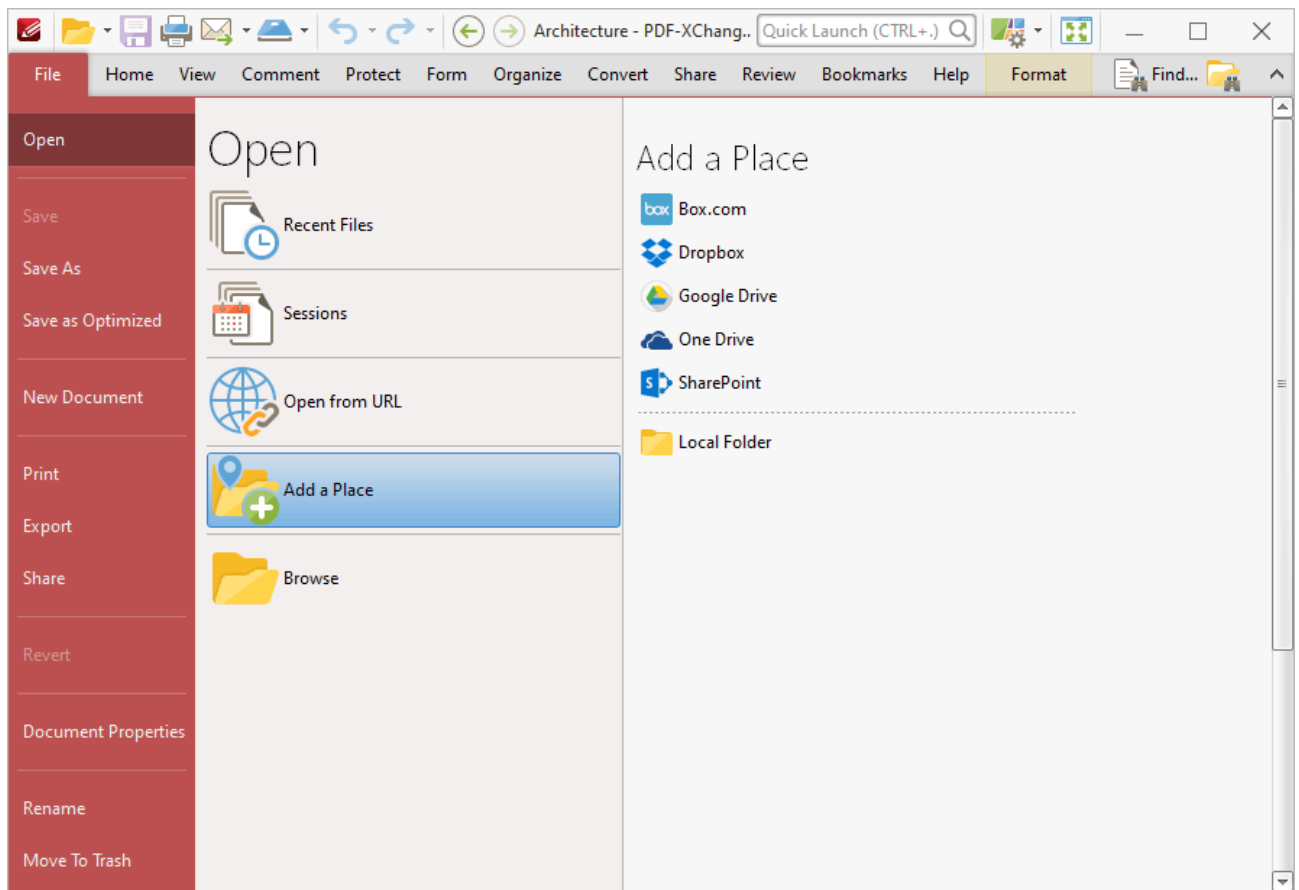 Architecture - PDF-XChang.. Quick Launch (CTRL+.)
File Home View Comment Protect Form Organize Convert Share Review Bookmarks Help Format Find...
Open
Save
Save As
Save as Optimized
New Document
Print
Export
Share
Revert
Document Properties
Rename
Move To Trash
Open
Recent Files
Sessions
Open from URL
Add a Place
Browse
Add a Place
box Box.com
Dropbox
Google Drive
One Drive
S SharePoint
Local Folder